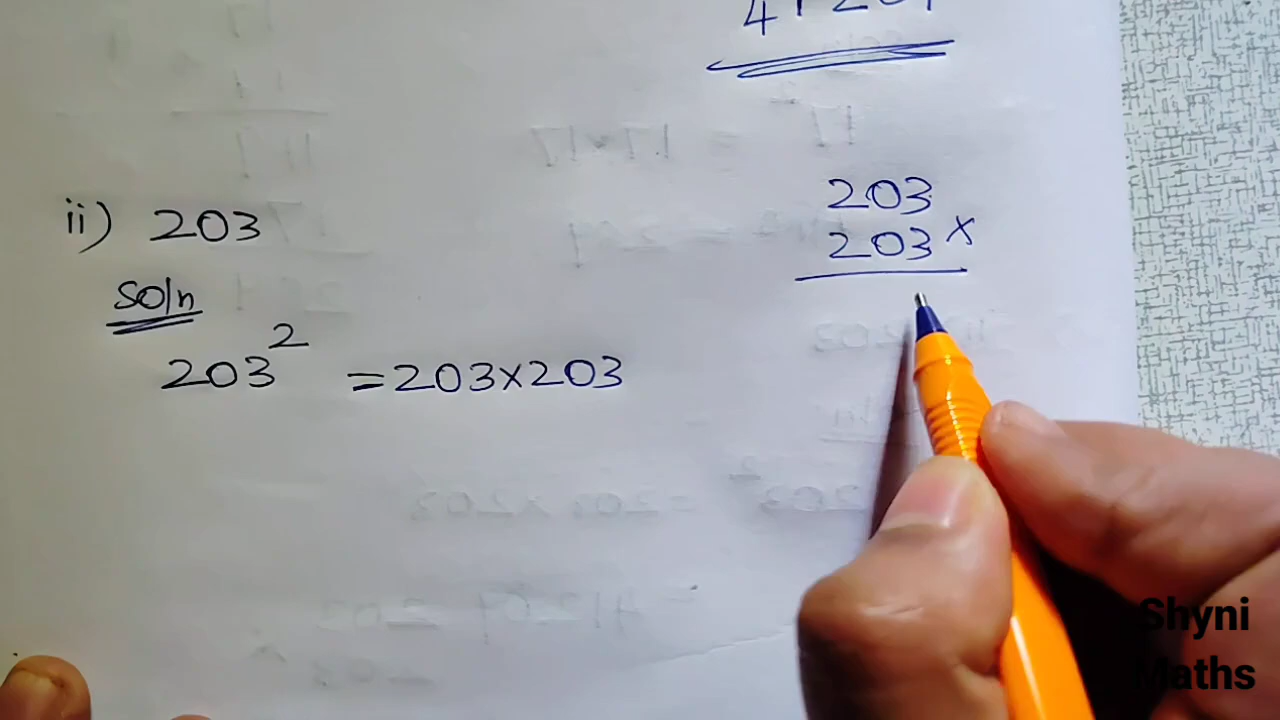 ii) 203
soln
203² = 203×203
203
203 ×
Shyni
Maths